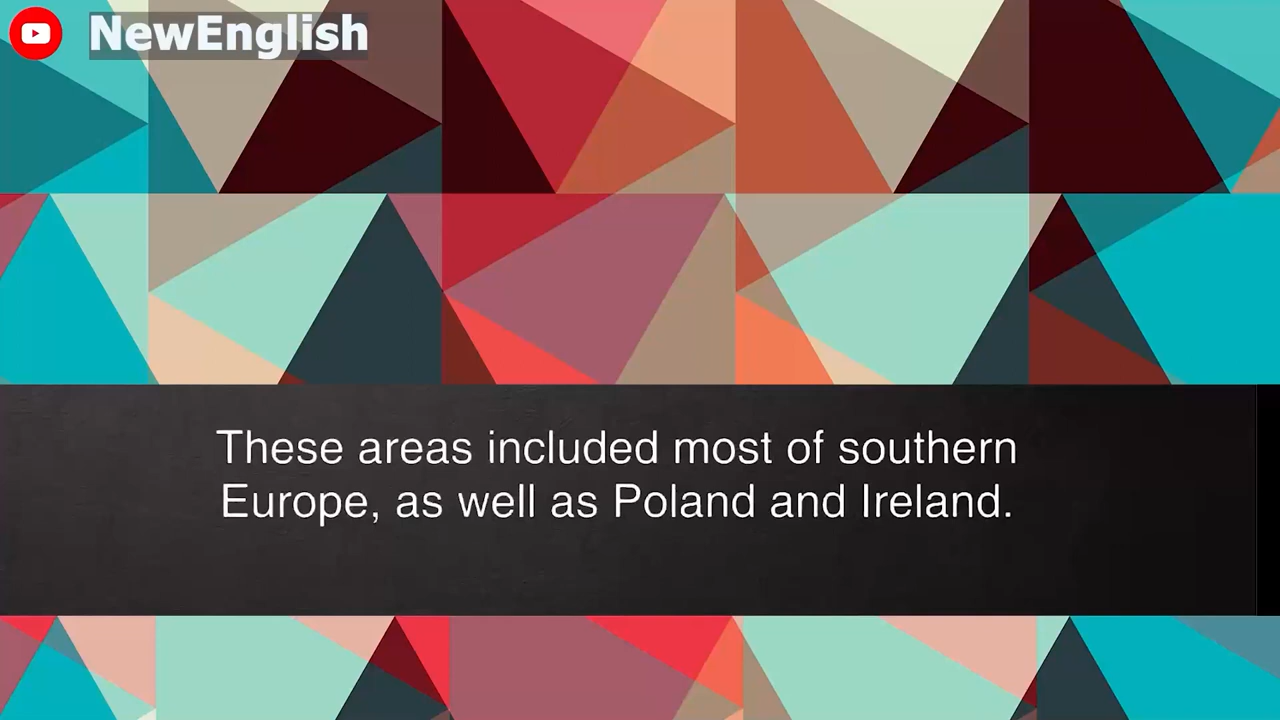 NewEnglish
These areas included most of southern
Europe, as well as Poland and Ireland.